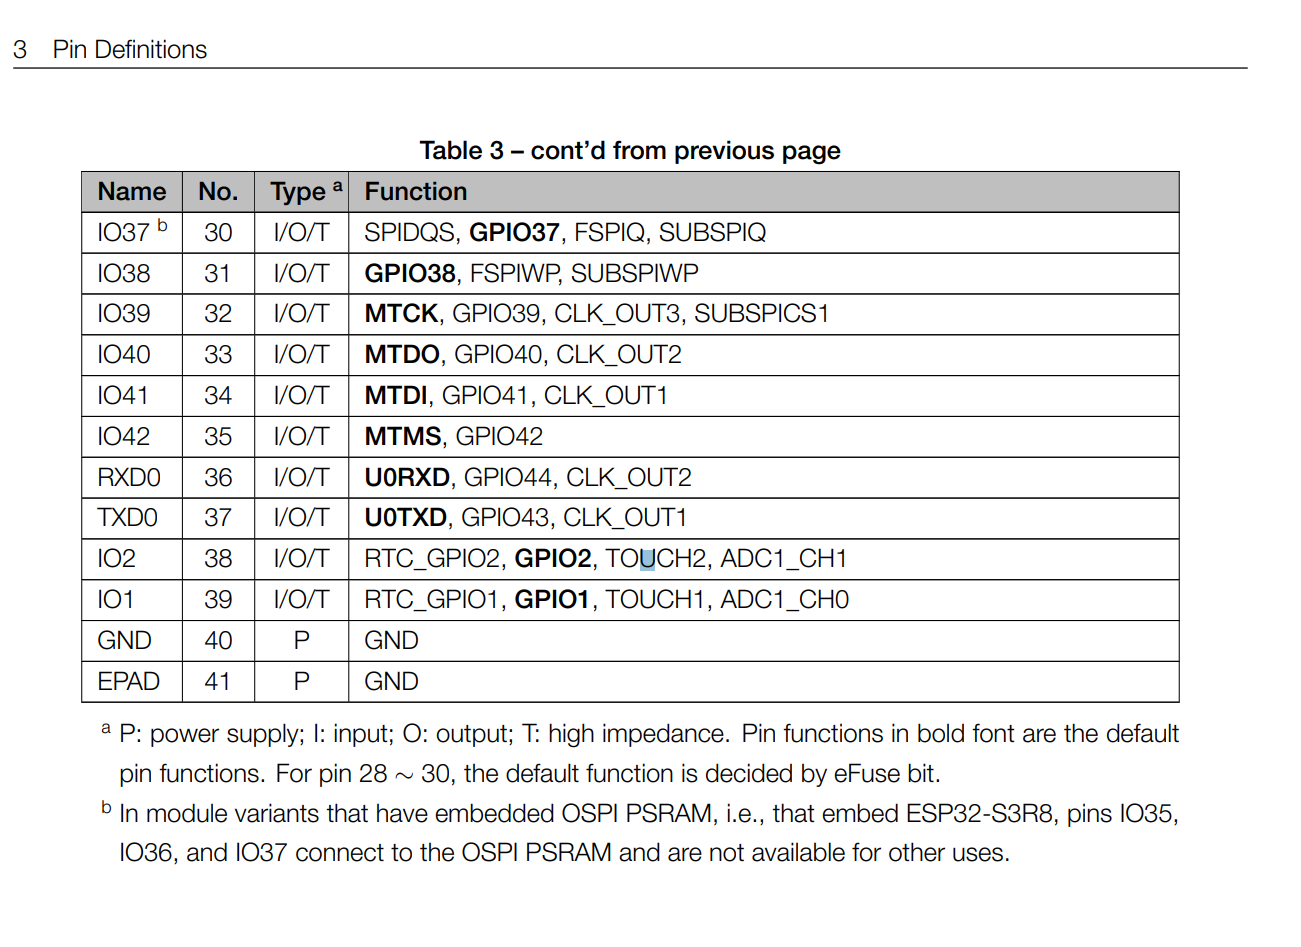 3 Pin Definitions
Table 3 – cont'd from previous page
Name No. Type a Function
IO37 b 30 I/O/T SPIDQS, GPIO37, FSPIQ, SUBSPIQ
IO38 31 I/O/T GPIO38, FSPIWP, SUBSPIWP
IO39 32 I/O/T MTCK, GPIO39, CLK_OUT3, SUBSPICS1
IO40 33 I/O/T MTDO, GPIO40, CLK_OUT2
IO41 34 I/O/T MTDI, GPIO41, CLK_OUT1
IO42 35 I/O/T MTMS, GPIO42
RXD0 36 I/O/T U0RXD, GPIO44, CLK_OUT2
TXD0 37 I/O/T U0TXD, GPIO43, CLK_OUT1
IO2 38 I/O/T RTC_GPIO2, GPIO2, TOUCH2, ADC1_CH1
IO1 39 I/O/T RTC_GPIO1, GPIO1, TOUCH1, ADC1_CH0
GND 40 P GND
EPAD 41 P GND
a P: power supply; I: input; O: output; T: high impedance. Pin functions in bold font are the default
pin functions. For pin 28 ∼ 30, the default function is decided by eFuse bit.
b In module variants that have embedded OSPI PSRAM, i.e., that embed ESP32-S3R8, pins IO35,
IO36, and IO37 connect to the OSPI PSRAM and are not available for other uses.